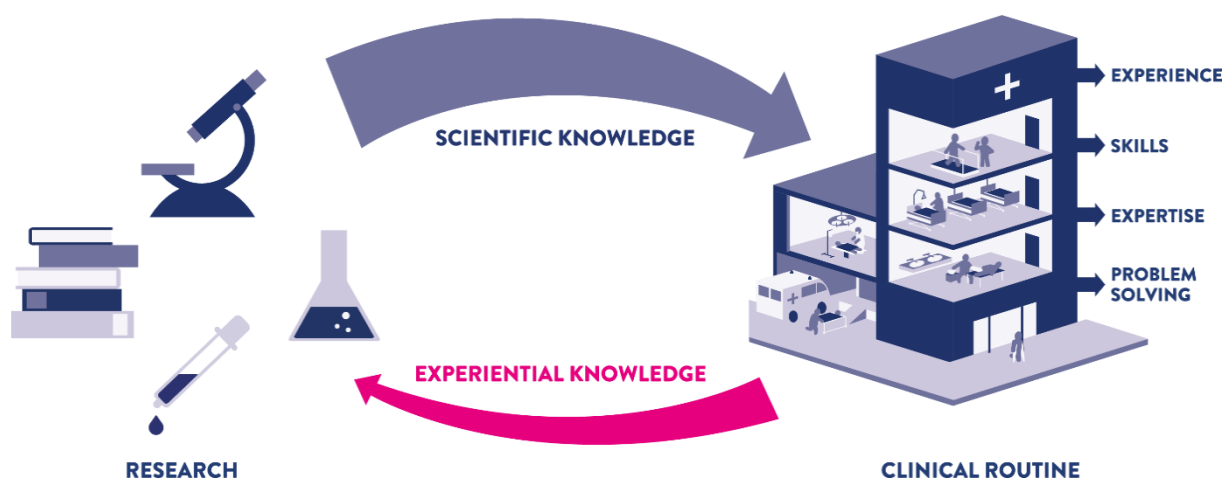 SCIENTIFIC KNOWLEDGE
EXPERIENCE
SKILLS
EXPERTISE
PROBLEM
SOLVING
EXPERIENTIAL KNOWLEDGE
RESEARCH
CLINICAL ROUTINE